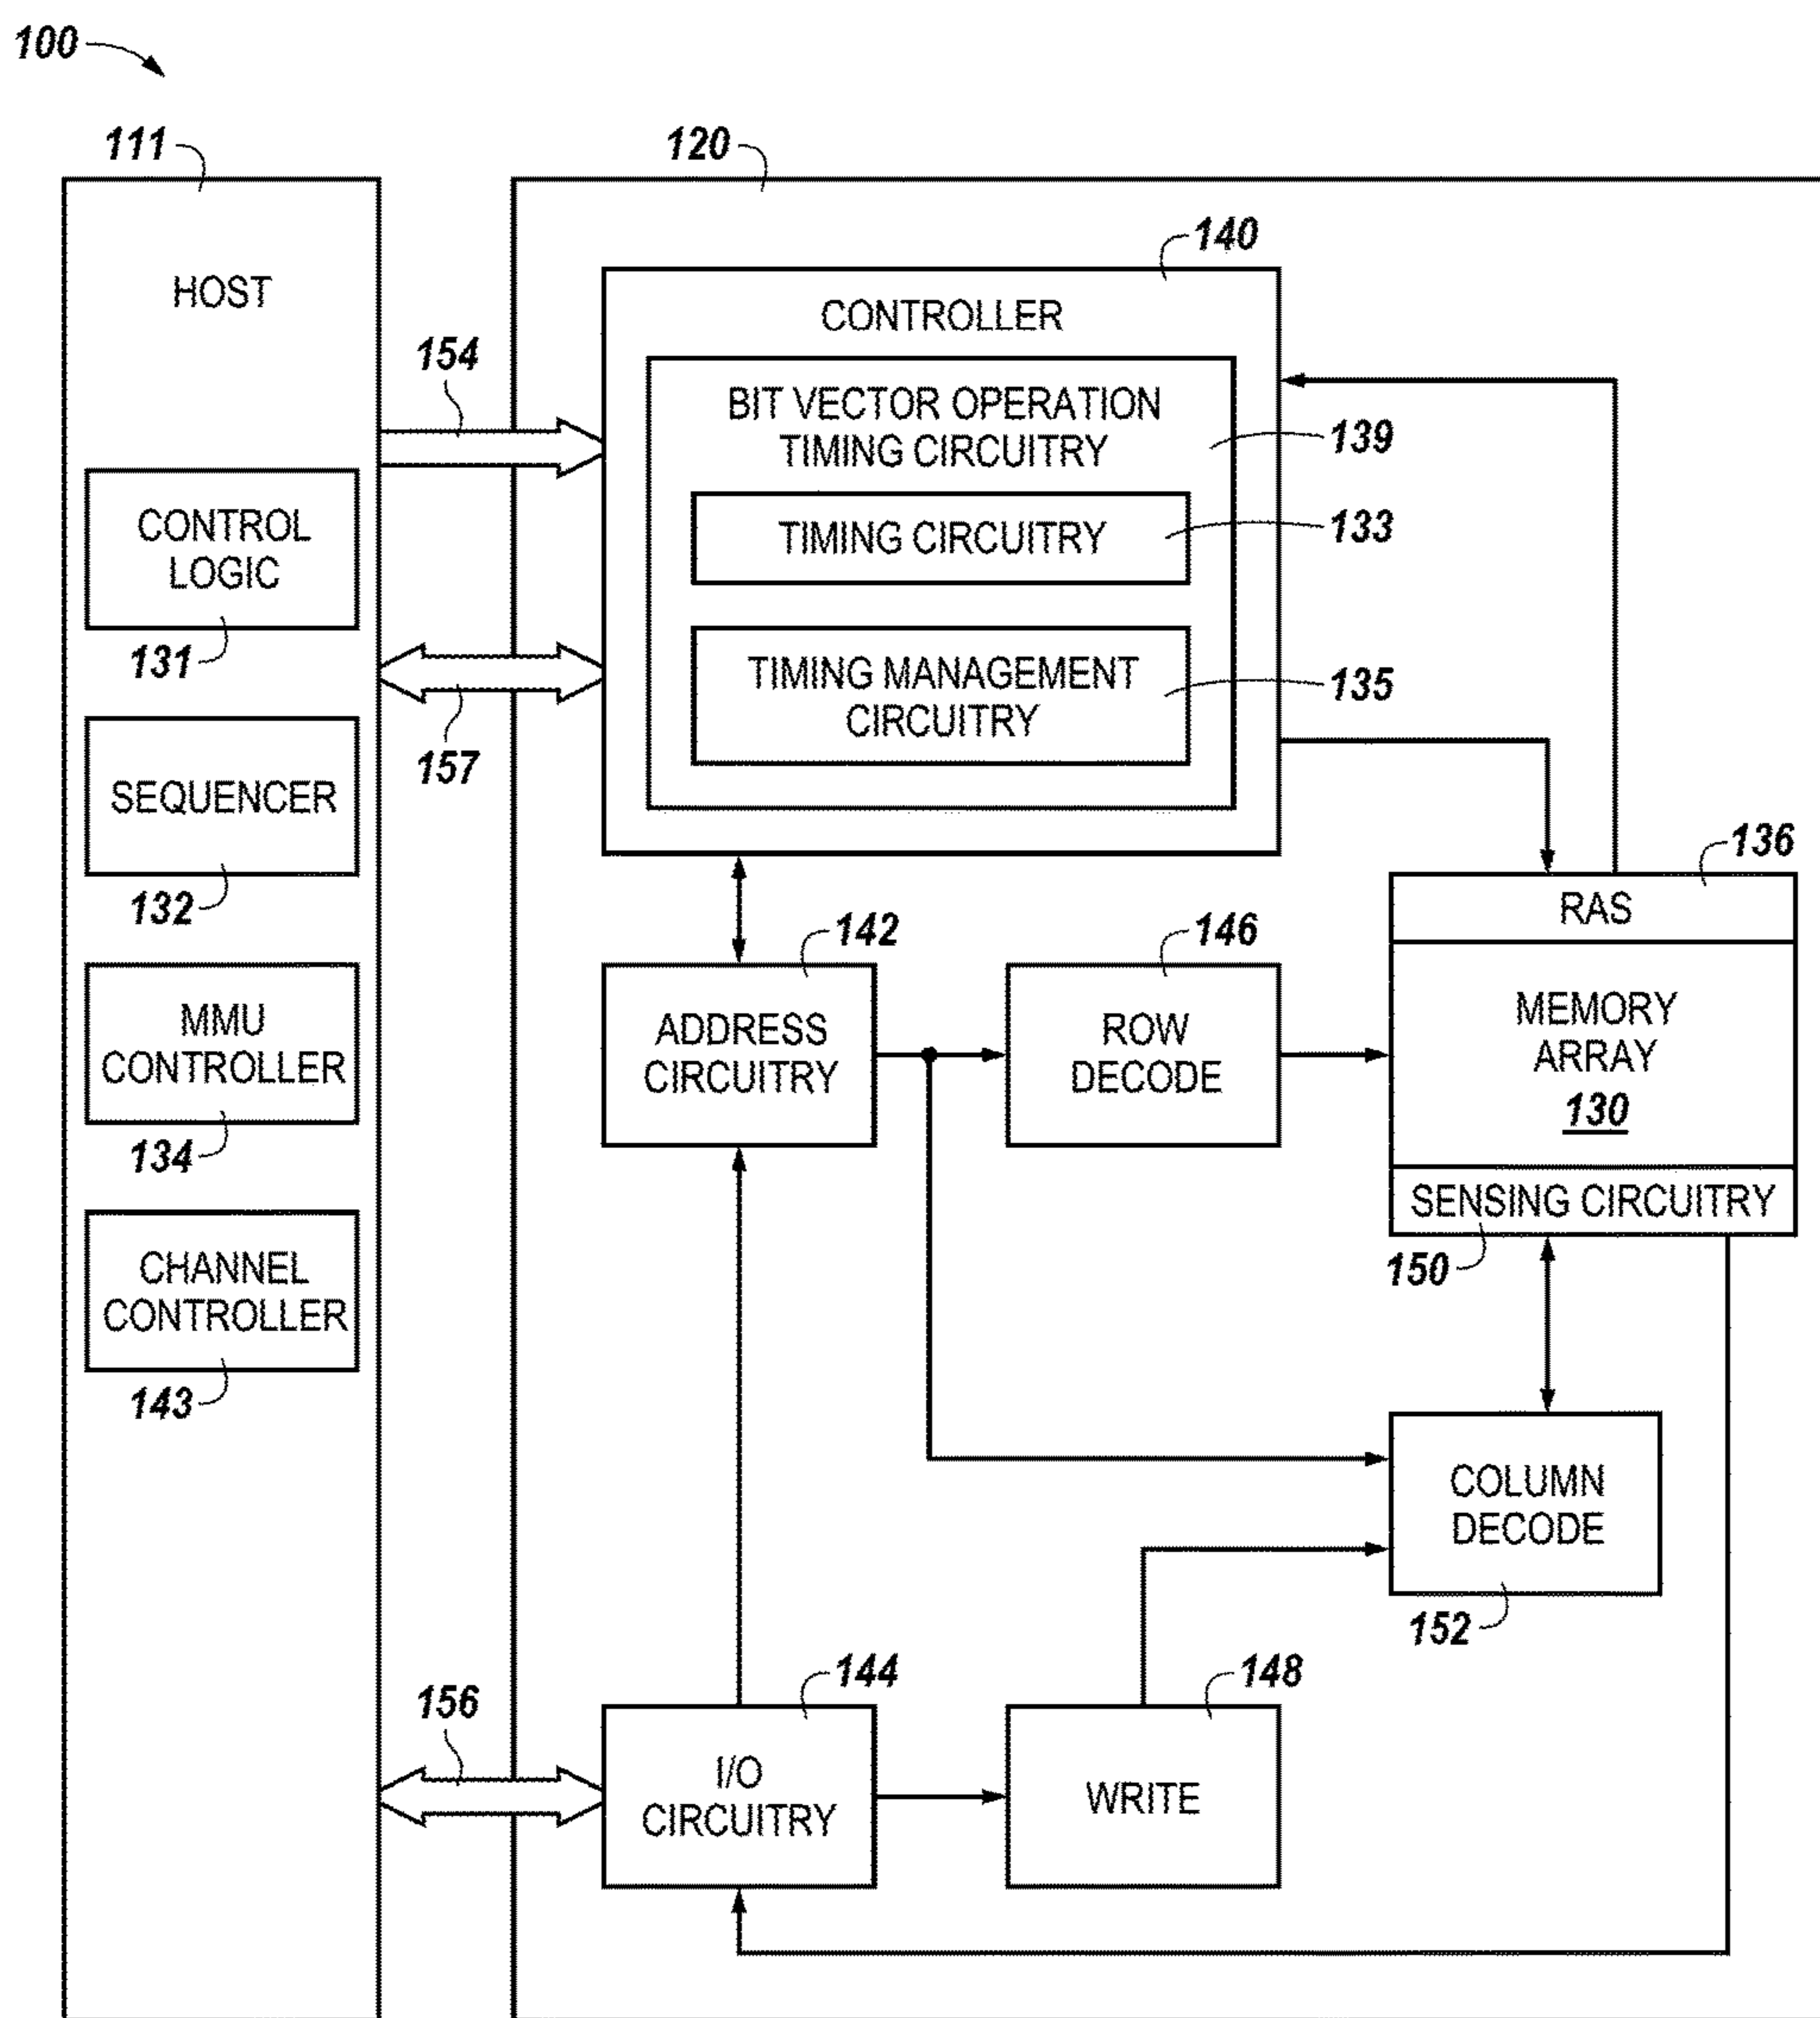 100
111
120
HOST
140
CONTROLLER
154
BIT VECTOR OPERATION
TIMING CIRCUITRY
139
TIMING CIRCUITRY
133
CONTROL
LOGIC
131
TIMING MANAGEMENT
CIRCUITRY
135
157
SEQUENCER
132
136
RAS
142
146
MMU
CONTROLLER
134
ADDRESS
CIRCUITRY
ROW
DECODE
MEMORY
ARRAY
130
SENSING CIRCUITRY
150
CHANNEL
CONTROLLER
143
COLUMN
DECODE
152
156
144
148
I/O
CIRCUITRY
WRITE